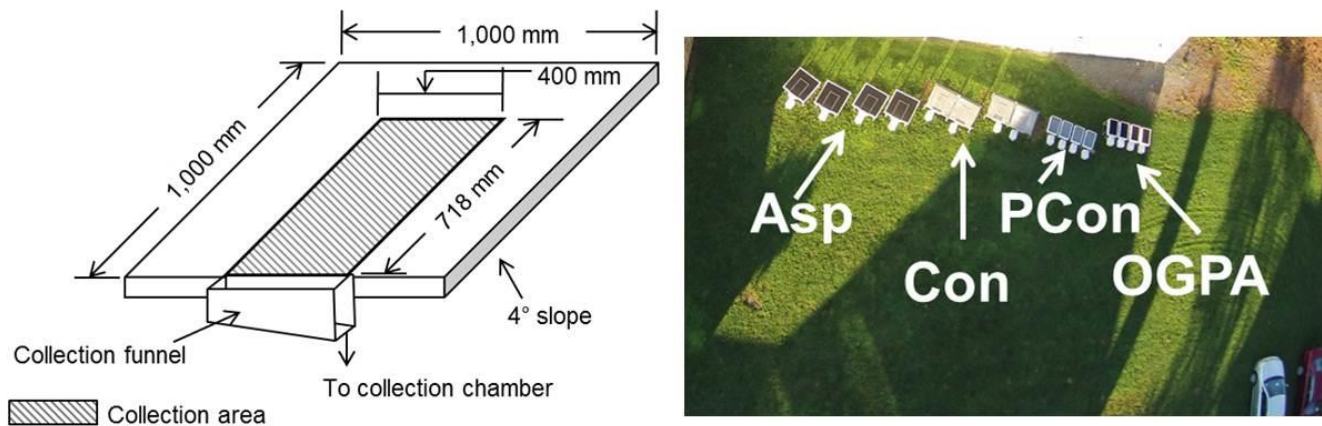 1,000 mm
400 mm
1,000 mm
718 mm
4° slope
Collection funnel
To collection chamber
Collection area
Asp
Con
PCon
OGPA